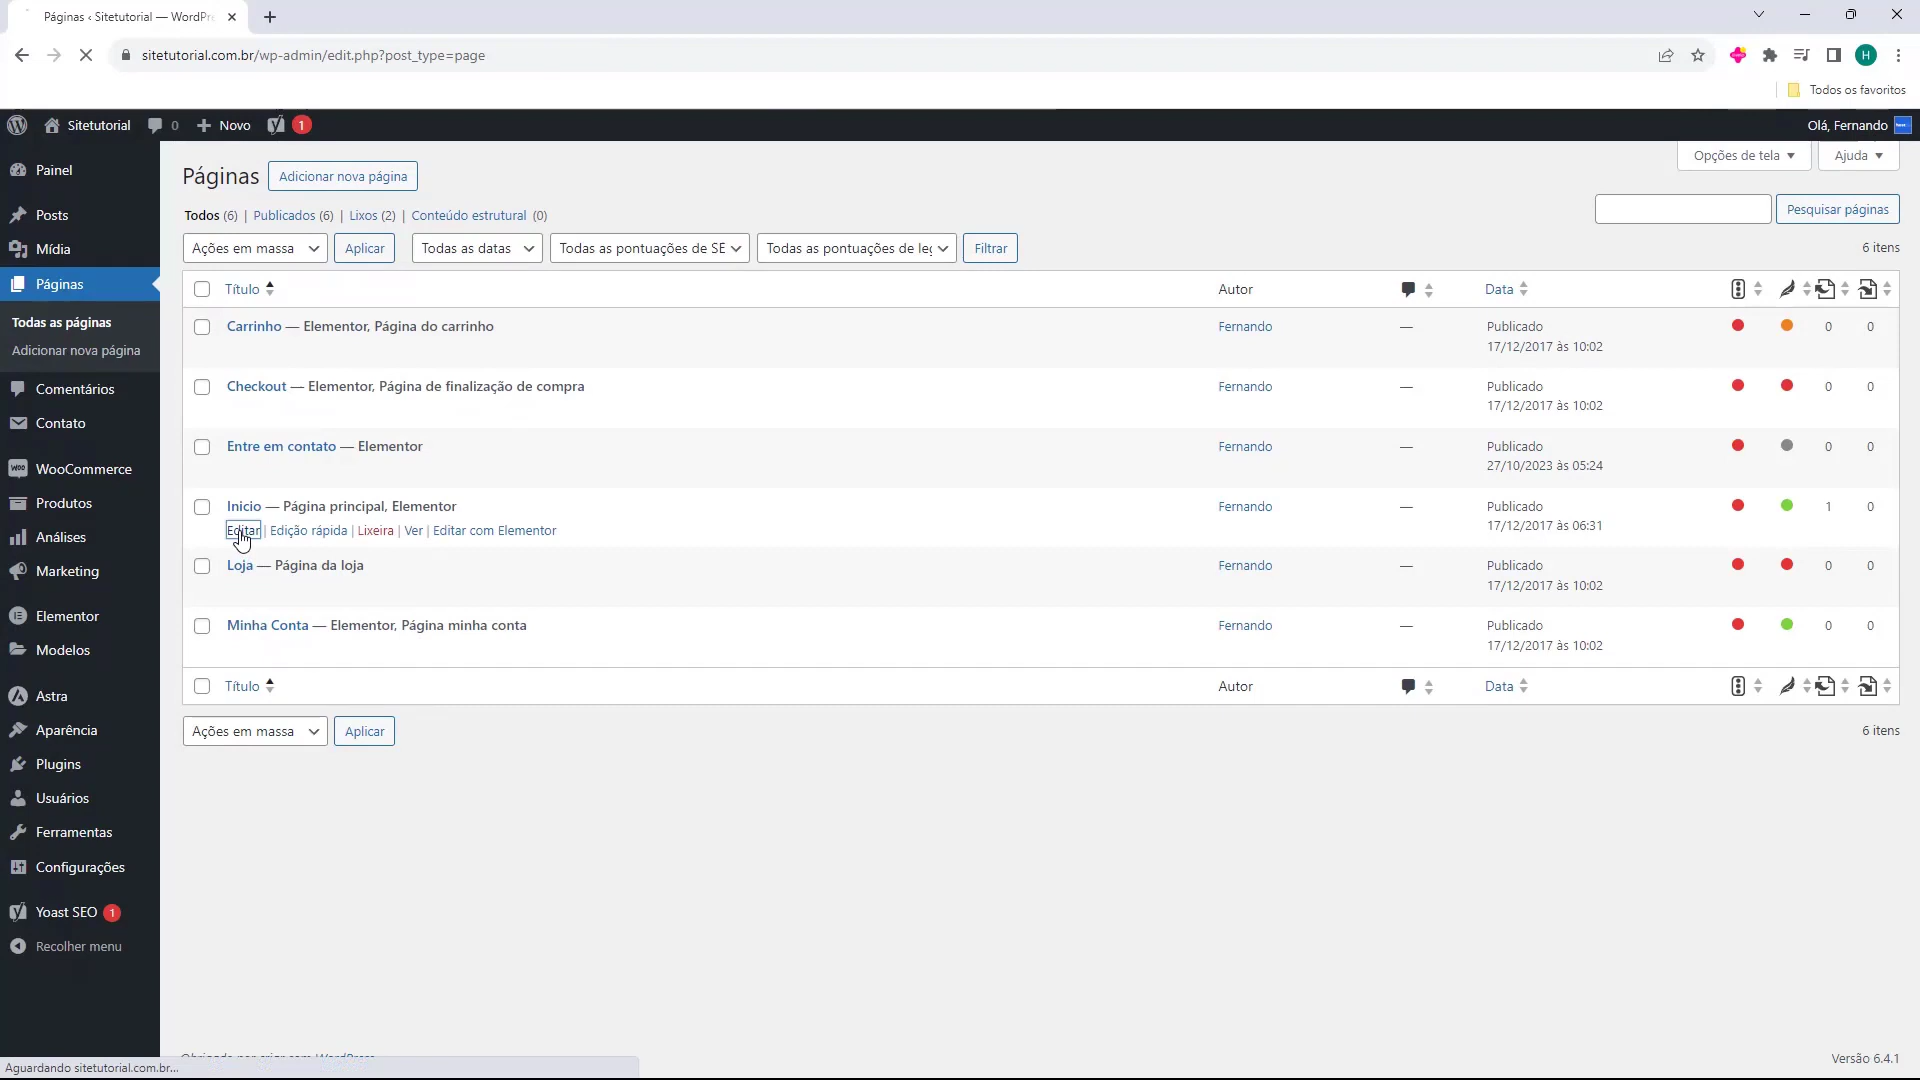 Páginas ‹ Sitetutorial — WordPre
sitetutorial.com.br/wp-admin/edit.php?post_type=page
H
Todos os favoritos
Sitetutorial 0 Novo 1
Olá, Fernando
Painel
Posts
Mídia
Páginas
Todas as páginas
Adicionar nova página
Comentários
Contato
WooCommerce
Produtos
Análises
Marketing
Elementor
Modelos
Astra
Aparência
Plugins
Usuários
Ferramentas
Configurações
Yoast SEO 1
Recolher menu
Opções de tela Ajuda
Páginas Adicionar nova página
Todos (6) | Publicados (6) | Lixos (2) | Conteúdo estrutural (0)
Pesquisar páginas
Ações em massa Aplicar Todas as datas Todas as pontuações de SE Todas as pontuações de leg Filtrar
6 itens
Título Autor Data
Carrinho — Elementor, Página do carrinho Fernando — Publicado 0 0
17/12/2017 às 10:02
Checkout — Elementor, Página de finalização de compra Fernando — Publicado 0 0
17/12/2017 às 10:02
Entre em contato — Elementor Fernando — Publicado 0 0
27/10/2023 às 05:24
Inicio — Página principal, Elementor Fernando — Publicado 1 0
17/12/2017 às 06:31
Editar | Edição rápida | Lixeira | Ver | Editar com Elementor
Loja — Página da loja Fernando — Publicado 0 0
17/12/2017 às 10:02
Minha Conta — Elementor, Página minha conta Fernando — Publicado 0 0
17/12/2017 às 10:02
Título Autor Data
Ações em massa Aplicar
6 itens
Obrigado por criar com WordPress
Versão 6.4.1
Aguardando sitetutorial.com.br...